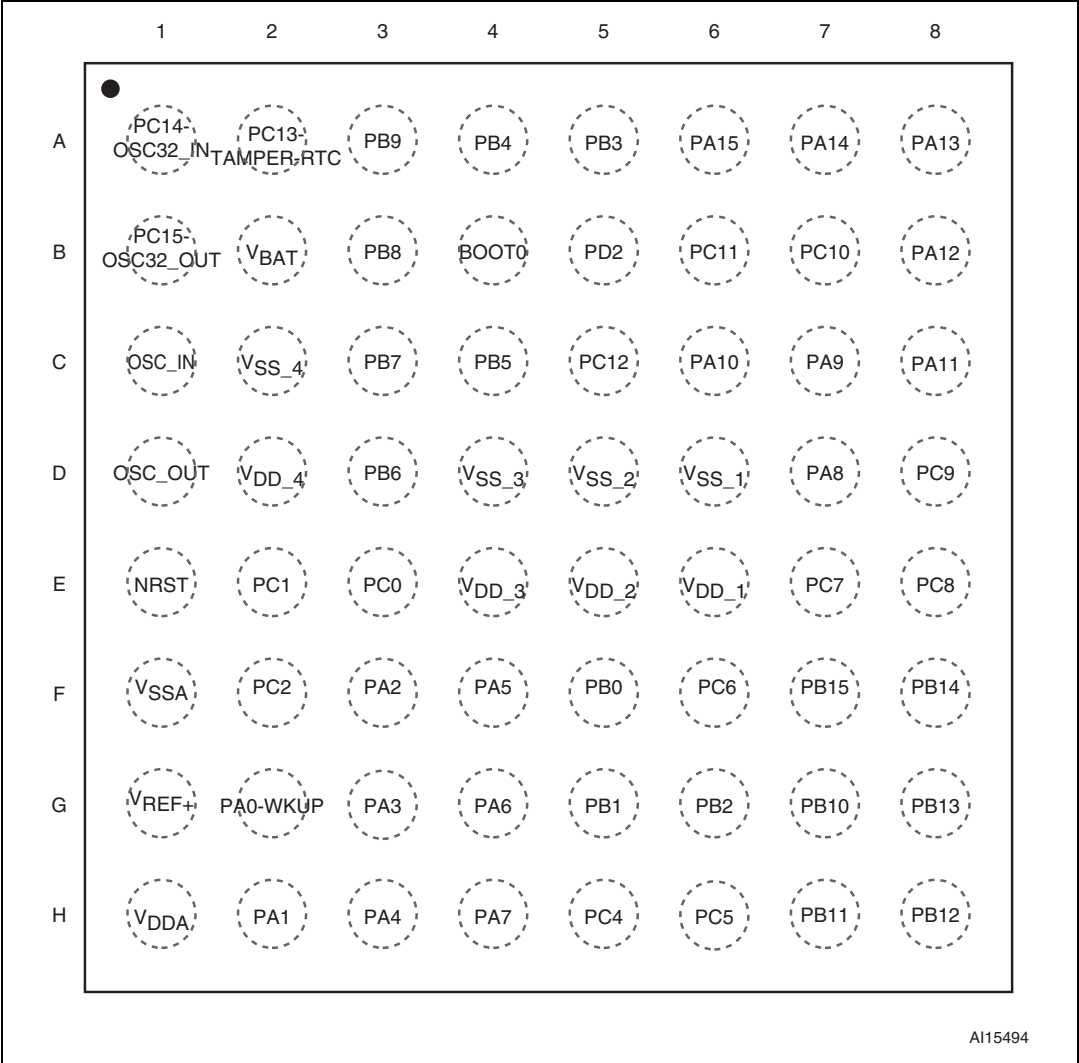 1 2 3 4 5 6 7 8
A PC14-OSC32_IN PC13-TAMPER-RTC PB9 PB4 PB3 PA15 PA14 PA13
B PC15-OSC32_OUT VBAT PB8 BOOT0 PD2 PC11 PC10 PA12
C OSC_IN VSS_4 PB7 PB5 PC12 PA10 PA9 PA11
D OSC_OUT VDD_4 PB6 VSS_3 VSS_2 VSS_1 PA8 PC9
E NRST PC1 PC0 VDD_3 VDD_2 VDD_1 PC7 PC8
F VSSA PC2 PA2 PA5 PB0 PC6 PB15 PB14
G VREF+ PA0-WKUP PA3 PA6 PB1 PB2 PB10 PB13
H VDDA PA1 PA4 PA7 PC4 PC5 PB11 PB12
AI15494